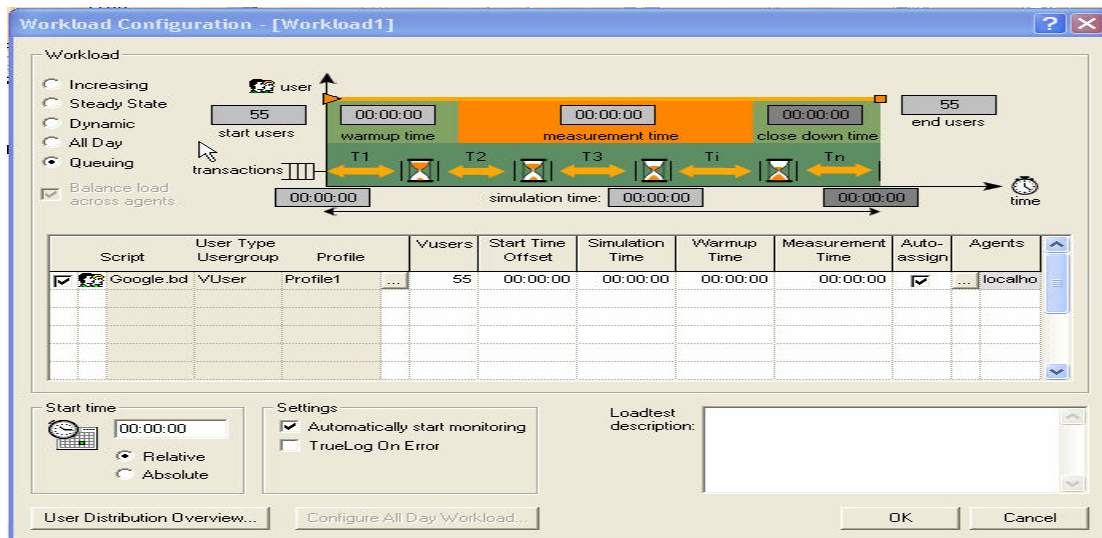 Workload Configuration - [Workload1]
Workload
Increasing
Steady State
Dynamic
All Day
Queuing
Balance load
across agents
user
55
start users
00:00:00
warmup time
00:00:00
measurement time
00:00:00
close down time
55
end users
transactions
T1
T2
T3
Ti
Tn
00:00:00
simulation time:
00:00:00
00:00:00
time
Script
User Type
Usergroup
Profile
Vusers
Start Time
Offset
Simulation
Time
Warmup
Time
Measurement
Time
Auto-
assign
Agents
Google.bd VUser Profile1 ... 55 00:00:00 00:00:00 00:00:00 00:00:00 ... localho
Start time
00:00:00
Relative
Absolute
Settings
Automatically start monitoring
TrueLog On Error
Loadtest
description:
User Distribution Overview...
Configure All Day Workload...
OK
Cancel